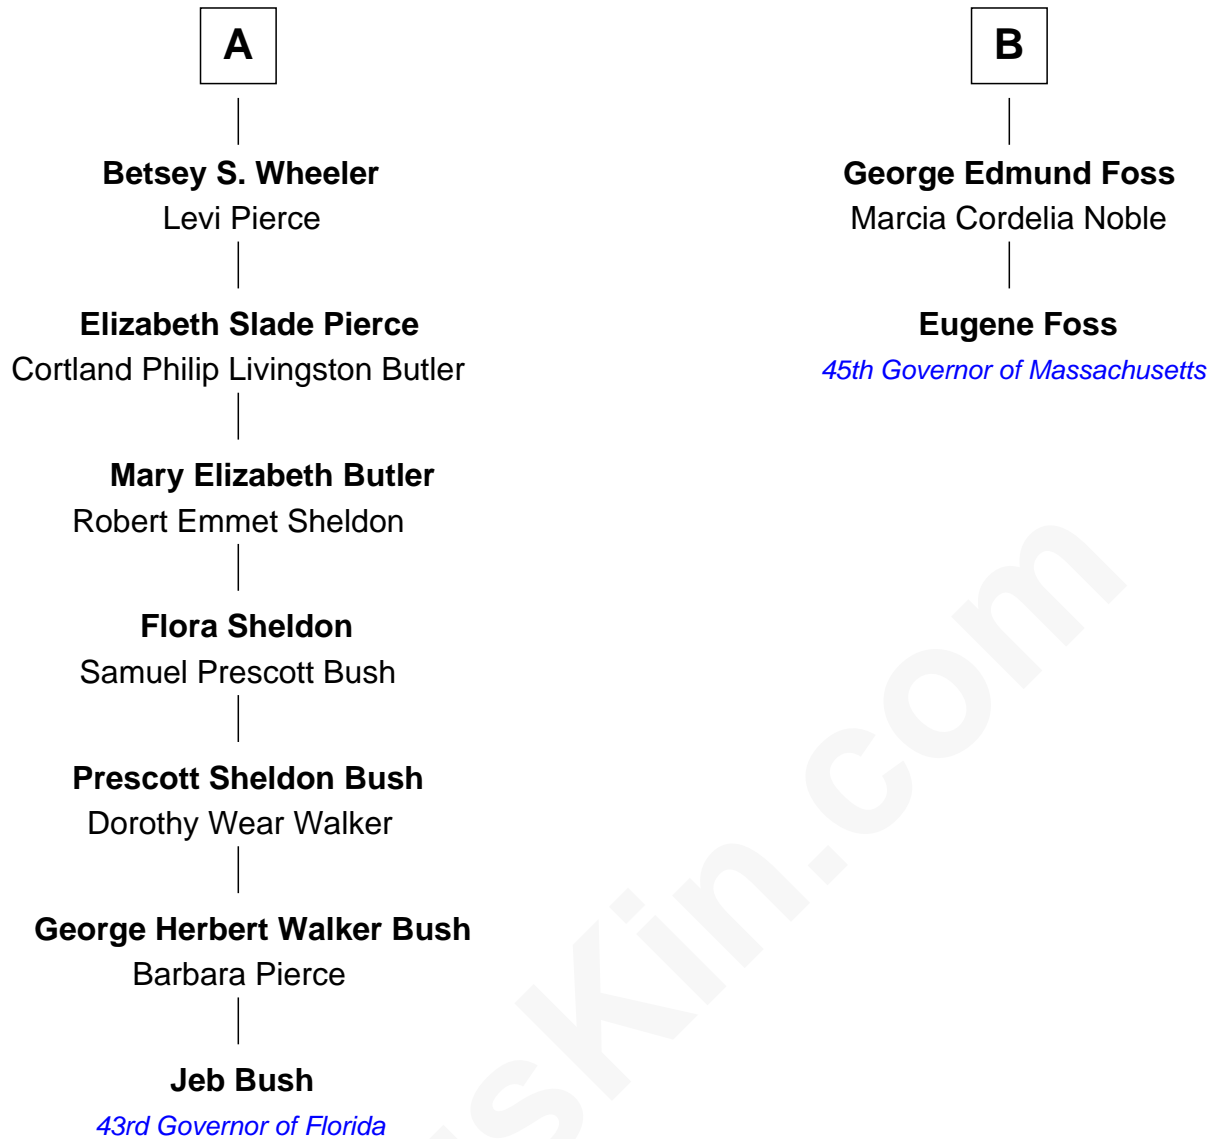 A
Betsey S. Wheeler
Levi Pierce
Elizabeth Slade Pierce
Cortland Philip Livingston Butler
Mary Elizabeth Butler
Robert Emmet Sheldon
Flora Sheldon
Samuel Prescott Bush
Prescott Sheldon Bush
Dorothy Wear Walker
George Herbert Walker Bush
Barbara Pierce
Jeb Bush
43rd Governor of Florida
B
George Edmund Foss
Marcia Cordelia Noble
Eugene Foss
45th Governor of Massachusetts
sKin.com